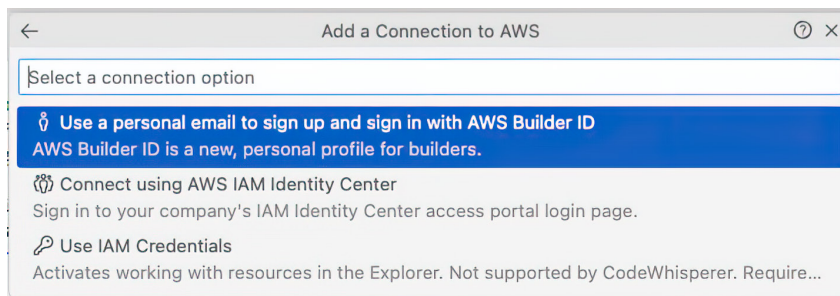 Add a Connection to AWS
Select a connection option
Use a personal email to sign up and sign in with AWS Builder ID
AWS Builder ID is a new, personal profile for builders.
Connect using AWS IAM Identity Center
Sign in to your company's IAM Identity Center access portal login page.
Use IAM Credentials
Activates working with resources in the Explorer. Not supported by CodeWhisperer. Require...